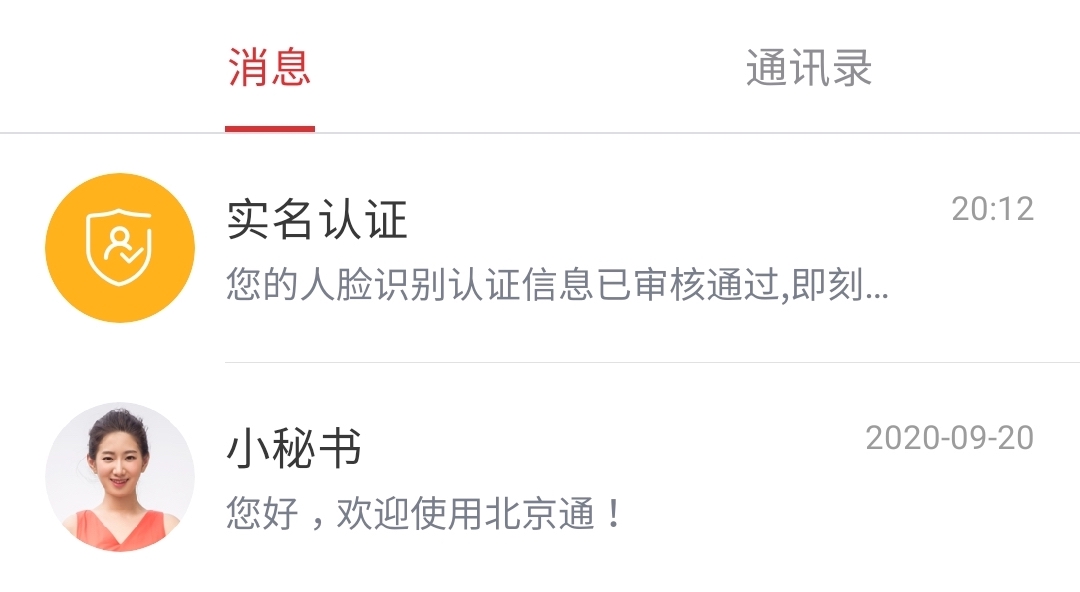 消息
通讯录
实名认证
20:12
您的人脸识别认证信息已审核通过,即刻...
小秘书
2020-09-20
您好，欢迎使用北京通！